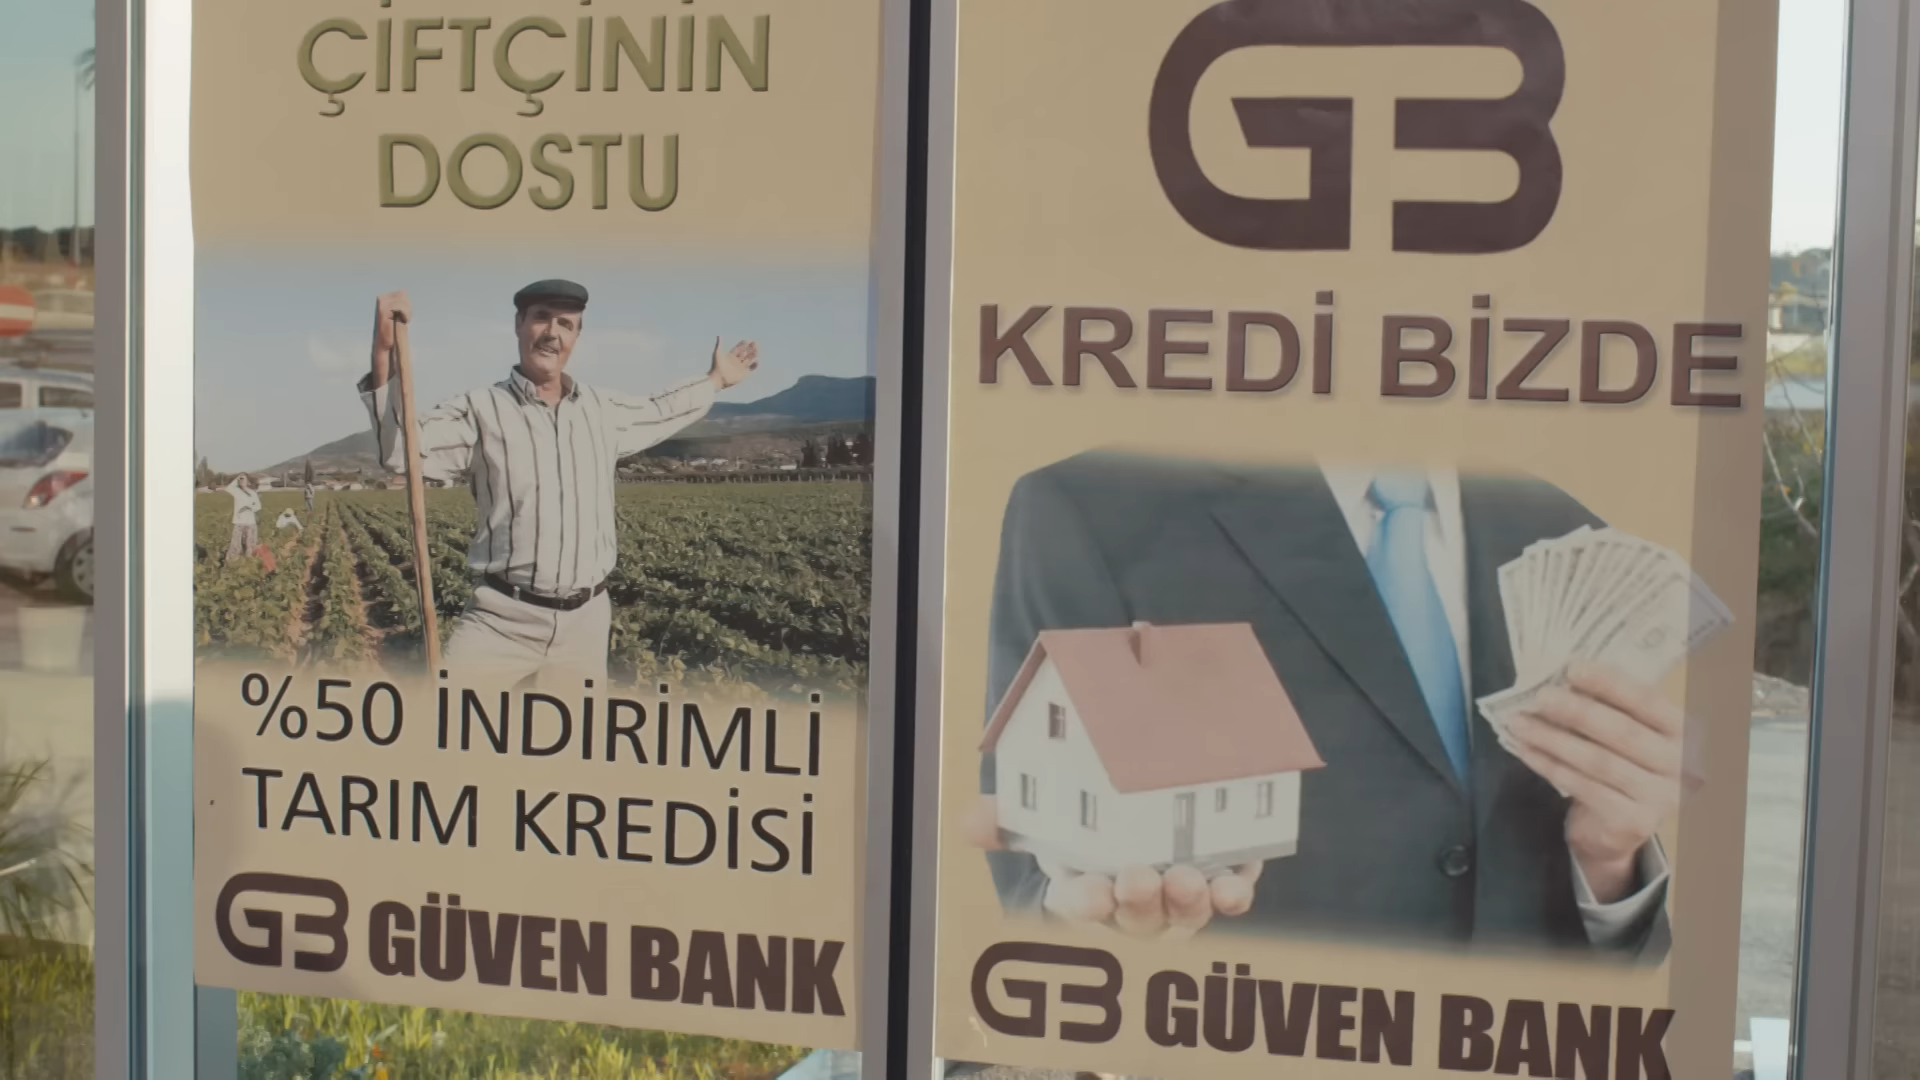 ÇİFTÇİNİN
DOSTU
%50 İNDİRİMLİ
TARIM KREDİSİ
GB GÜVEN BANK
GB
KREDİ BİZDE
GB GÜVEN BANK